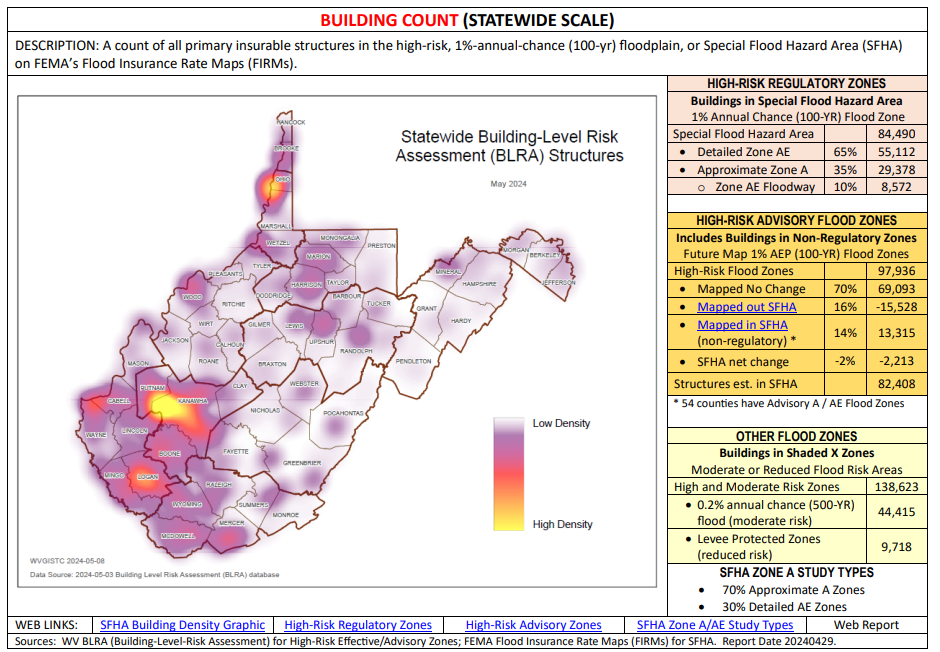 BUILDING COUNT (STATEWIDE SCALE)
DESCRIPTION: A count of all primary insurable structures in the high-risk, 1%-annual-chance (100-yr) floodplain, or Special Flood Hazard Area (SFHA)
on FEMA's Flood Insurance Rate Maps (FIRMs).
Statewide Building-Level Risk
Assessment (BLRA) Structures
May 2024
HANCOCK
BROOKE
OHIO
MARSHALL
WETZEL
MONONGALIA
PRESTON
MARION
MORGAN
BERKELEY
TYLER
PLEASANTS
MINERAL
JEFFERSON
HARRISON
TAYLOR
HAMPSHIRE
WOOD
DODDRIDGE
BARBOUR
RITCHIE
TUCKER
GRANT
WIRT
GILMER
LEWIS
HARDY
JACKSON
CALHOUN
UPSHUR
RANDOLPH
MASON
ROANE
BRAXTON
PENDLETON
PUTNAM
CLAY
WEBSTER
CABELL
KANAWHA
NICHOLAS
POCAHONTAS
WAYNE
LINCOLN
BOONE
FAYETTE
GREENBRIER
MINGO
LOGAN
RALEIGH
WYOMING
SUMMERS
MONROE
MERCER
MCDOWELL
Low Density
High Density
WVGISTC 2024-05-08
Data Source: 2024-05-03 Building Level Risk Assessment (BLRA) database
HIGH-RISK REGULATORY ZONES
Buildings in Special Flood Hazard Area
1% Annual Chance (100-YR) Flood Zone
Special Flood Hazard Area 84,490
• Detailed Zone AE 65% 55,112
• Approximate Zone A 35% 29,378
o Zone AE Floodway 10% 8,572
HIGH-RISK ADVISORY FLOOD ZONES
Includes Buildings in Non-Regulatory Zones
Future Map 1% AEP (100-YR) Flood Zones
High-Risk Flood Zones 97,936
• Mapped No Change 70% 69,093
• Mapped out SFHA 16% -15,528
• Mapped in SFHA
(non-regulatory) * 14% 13,315
• SFHA net change -2% -2,213
Structures est. in SFHA 82,408
* 54 counties have Advisory A / AE Flood Zones
OTHER FLOOD ZONES
Buildings in Shaded X Zones
Moderate or Reduced Flood Risk Areas
High and Moderate Risk Zones 138,623
• 0.2% annual chance (500-YR)
flood (moderate risk) 44,415
• Levee Protected Zones
(reduced risk) 9,718
SFHA ZONE A STUDY TYPES
• 70% Approximate A Zones
• 30% Detailed AE Zones
WEB LINKS: SFHA Building Density Graphic High-Risk Regulatory Zones High-Risk Advisory Zones SFHA Zone A/AE Study Types Web Report
Sources: WV BLRA (Building-Level-Risk Assessment) for High-Risk Effective/Advisory Zones; FEMA Flood Insurance Rate Maps (FIRMs) for SFHA. Report Date 20240429.